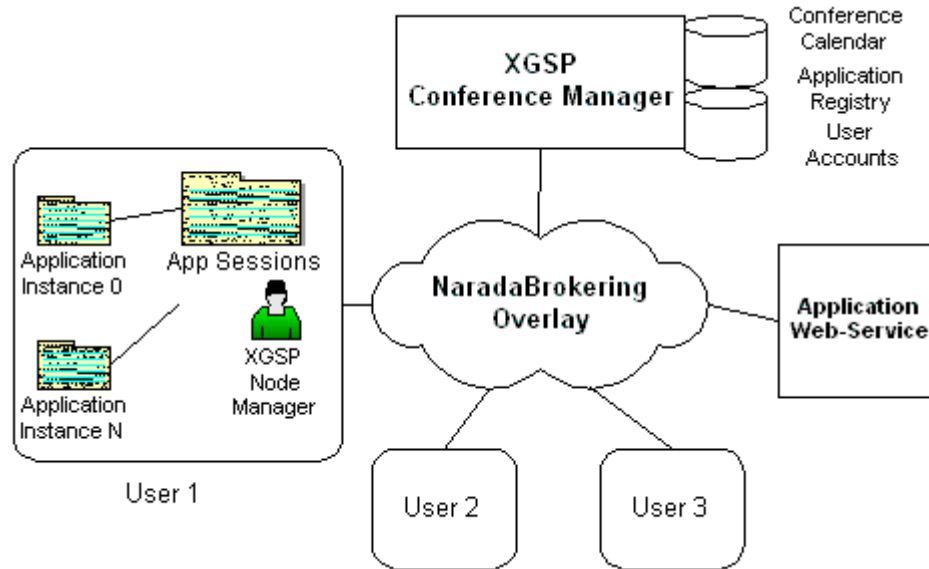 Conference
Calendar
Application
Registry
User
Accounts
XGSP
Conference Manager
Application
Instance 0
App Sessions
XGSP
Node
Manager
Application
Instance N
User 1
NaradaBrokering
Overlay
Application
Web-Service
User 2
User 3